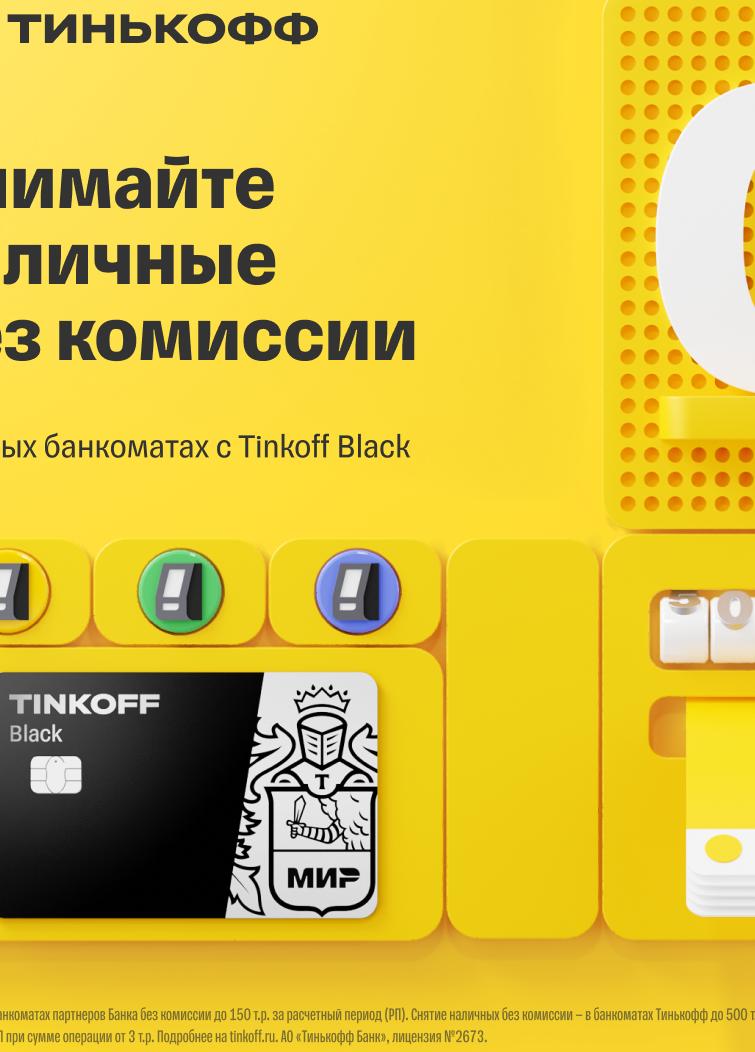 ТИНЬКОФФ
нимайте
личные
ез комиссии
ых банкоматах с Tinkoff Black
50
TINKOFF
Black
T
МИР
анкоматах партнеров Банка без комиссии до 150 т.р. за расчетный период (РП). Снятие наличных без комиссии – в банкоматах Тинькофф до 500 т
П при сумме операции от 3 т.р. Подробнее на tinkoff.ru. АО «Тинькофф Банк», лицензия №2673.